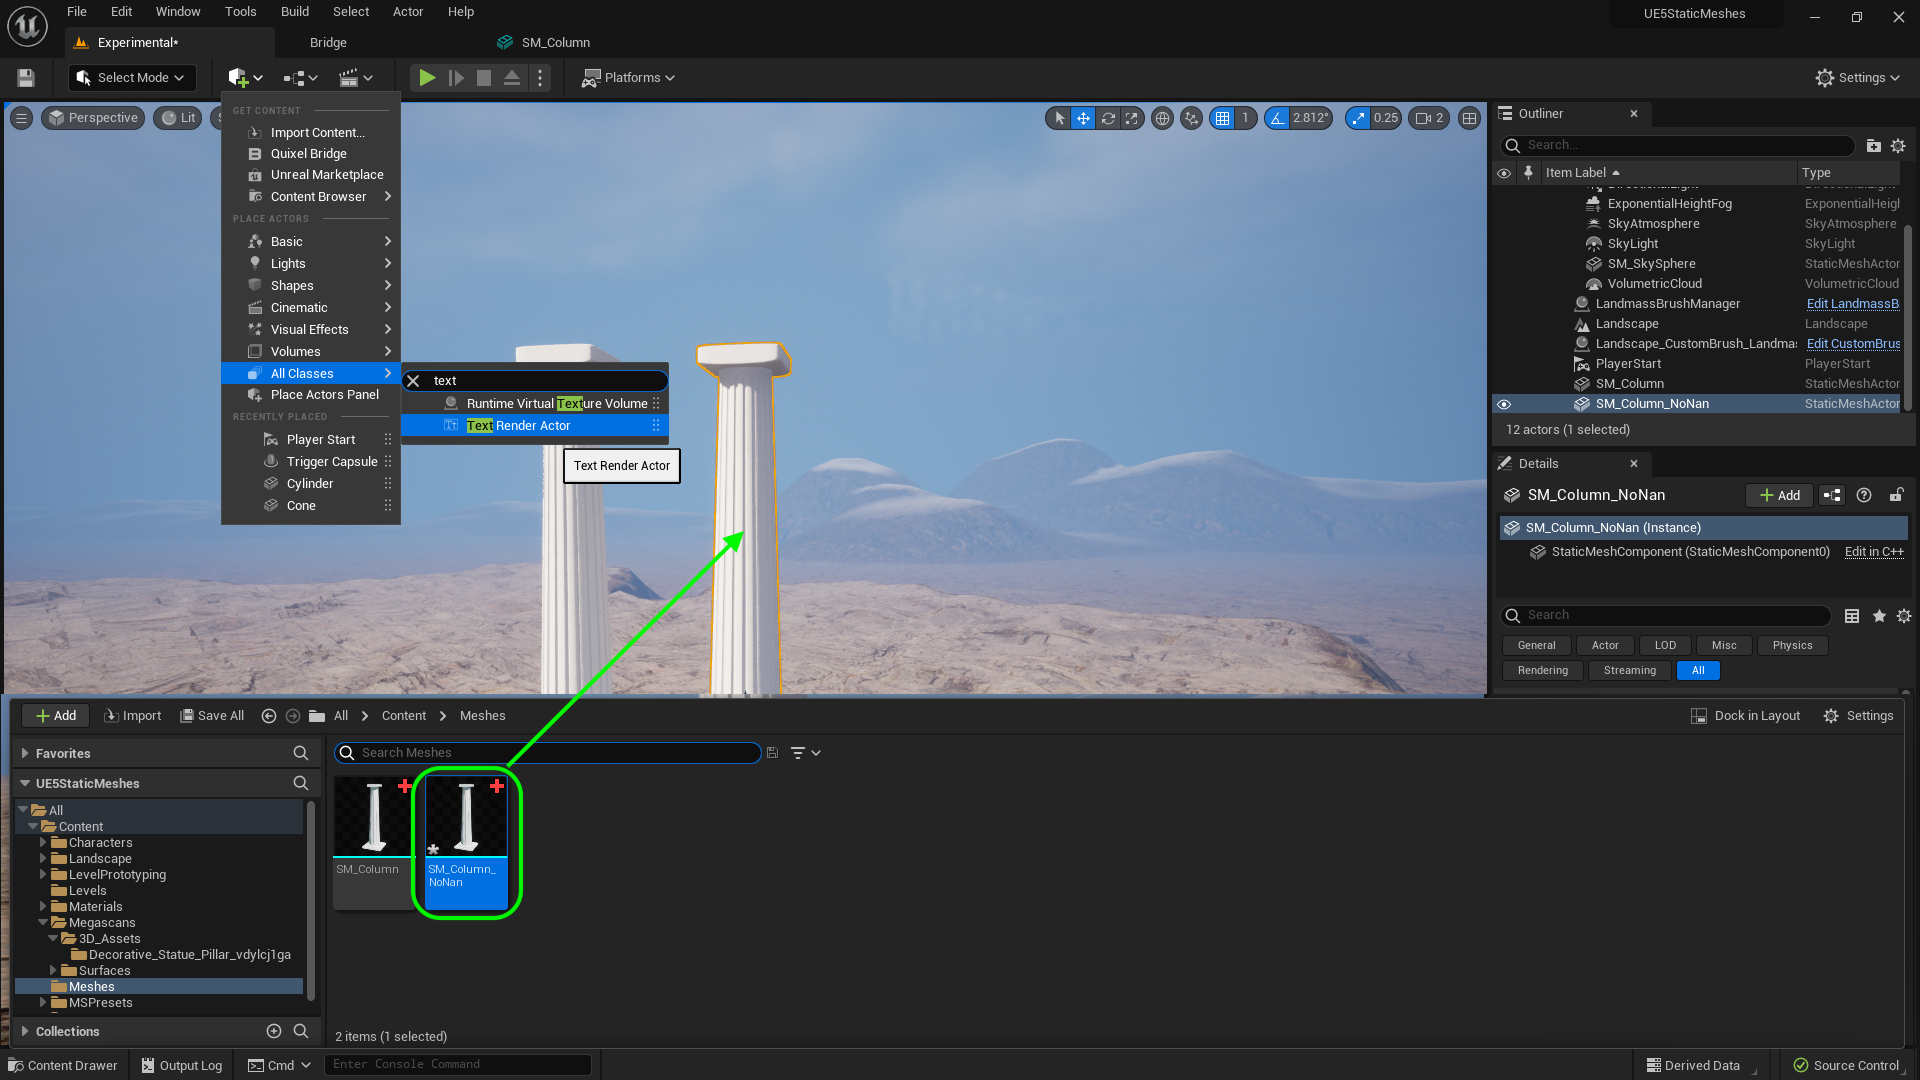 File Edit Window Tools Build Select Actor Help
UE5StaticMeshes
Experimental*
Bridge
SM_Column
Select Mode
Platforms
Settings
Perspective
Lit
1
2.812°
0.25
2
GET CONTENT
Import Content...
Quixel Bridge
Unreal Marketplace
Content Browser
PLACE ACTORS
Basic
Lights
Shapes
Cinematic
Visual Effects
Volumes
All Classes
Place Actors Panel
RECENTLY PLACED
Player Start
Trigger Capsule
Cylinder
Cone
text
Runtime Virtual Texture Volume
Text Render Actor
Text Render Actor
Outliner
Search...
Item Label Type
ExponentialHeightFog ExponentialHeigh
SkyAtmosphere SkyAtmosphere
SkyLight SkyLight
SM_SkySphere StaticMeshActor
VolumetricCloud VolumetricCloud
LandmassBrushManager Edit LandmassB
Landscape Landscape
Landscape_CustomBrush_Landmas Edit CustomBrus
PlayerStart PlayerStart
SM_Column StaticMeshActor
SM_Column_NoNan StaticMeshActor
12 actors (1 selected)
Details
SM_Column_NoNan
Add
SM_Column_NoNan (Instance)
StaticMeshComponent (StaticMeshComponent0) Edit in C++
Search
General Actor LOD Misc Physics
Rendering Streaming All
Add Import Save All All Content Meshes
Dock in Layout Settings
Favorites
UE5StaticMeshes
All
Content
Characters
Landscape
LevelPrototyping
Levels
Materials
Megascans
3D_Assets
Decorative_Statue_Pillar_vdylcj1ga
Surfaces
Meshes
MSPresets
Collections
Search Meshes
SM_Column
SM_Column_
NoNan
2 items (1 selected)
Content Drawer Output Log Cmd Enter Console Command
Derived Data Source Control